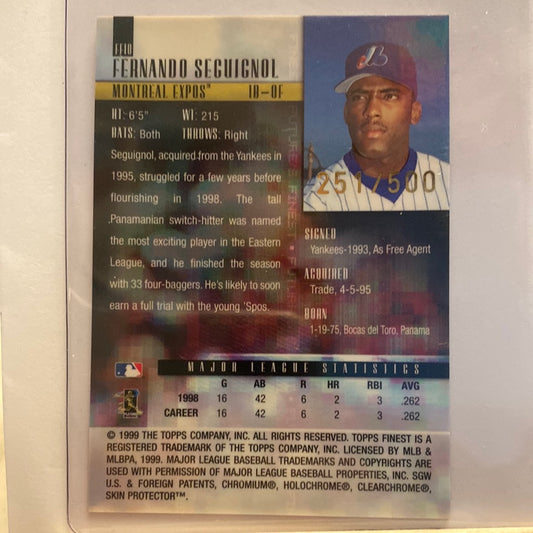 FF10
FERNANDO SEGUIGNOL
MONTREAL EXPOS™ 1B-OF
HT: 6'5" WT: 215
BATS: Both THROWS: Right
Seguignol, acquired from the Yankees in
1995, struggled for a few years before
flourishing in 1998. The tall
Panamanian switch-hitter was named
the most exciting player in the Eastern
League, and he finished the season
with 33 four-baggers. He's likely to soon
earn a full trial with the young 'Spos.
251/500
SIGNED
Yankees-1993, As Free Agent
ACQUIRED
Trade, 4-5-95
BORN
1-19-75, Bocas del Toro, Panama
MAJOR LEAGUE STATISTICS
G AB R HR RBI AVG
1998 16 42 6 2 3 .262
CAREER 16 42 6 2 3 .262
© 1999 THE TOPPS COMPANY, INC. ALL RIGHTS RESERVED. TOPPS FINEST IS A
REGISTERED TRADEMARK OF THE TOPPS COMPANY, INC. LICENSED BY MLB &
MLBPA, 1999. MAJOR LEAGUE BASEBALL TRADEMARKS AND COPYRIGHTS ARE
USED WITH PERMISSION OF MAJOR LEAGUE BASEBALL PROPERTIES, INC. SGW
U.S. & FOREIGN PATENTS, CHROMIUM®, HOLOCHROME®, CLEARCHROME®,
SKIN PROTECTOR™.